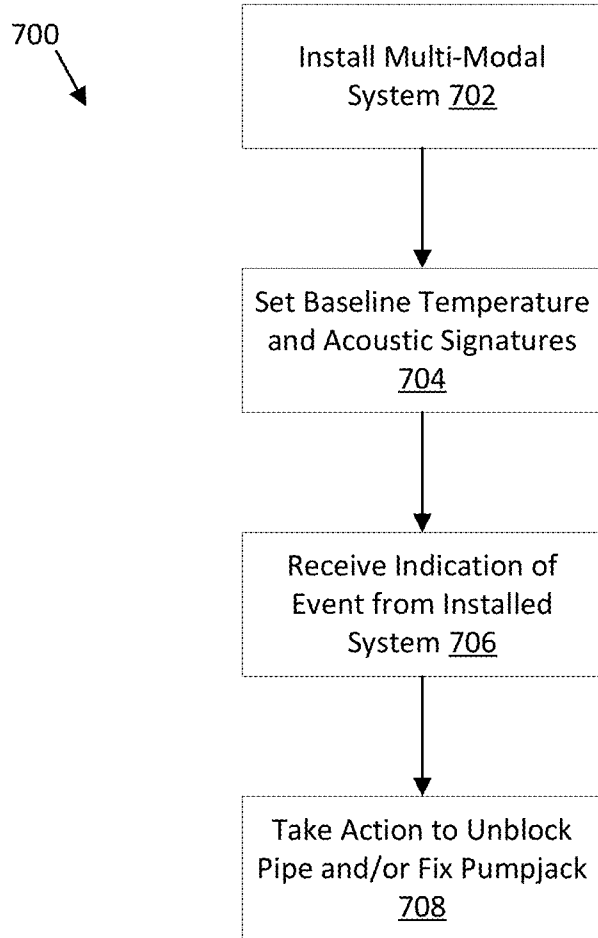 700
Install Multi-Modal
System 702
Set Baseline Temperature
and Acoustic Signatures
704
Receive Indication of
Event from Installed
System 706
Take Action to Unblock
Pipe and/or Fix Pumpjack
708